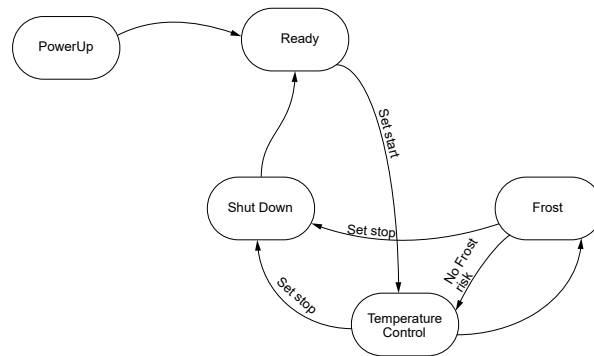 Ready
PowerUp
Set start
Shut Down
Frost
Set stop
No Frost
risk
Set stop
Temperature
Control